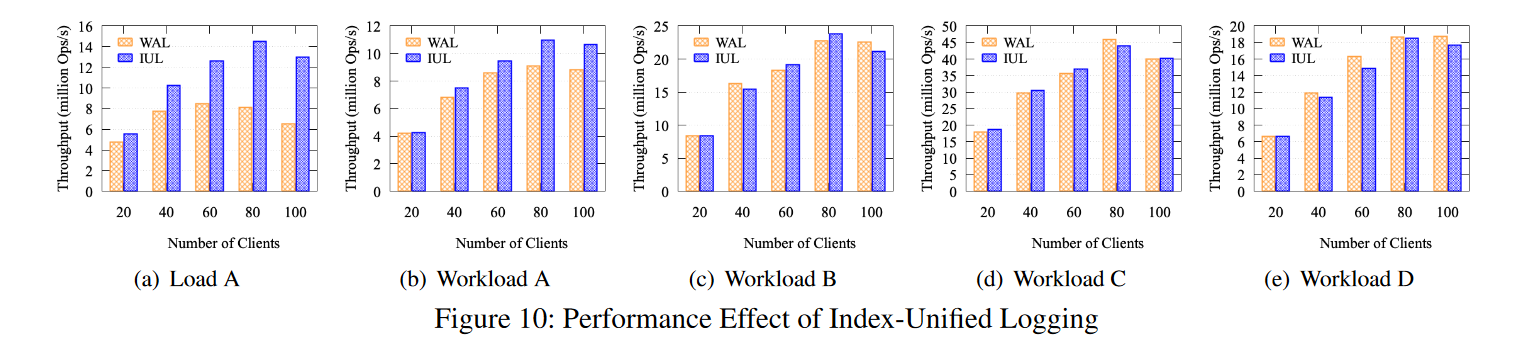 Throughput (million Ops/s)
16
14
12
10
8
6
4
2
0
WAL
IUL
20 40 60 80 100
Number of Clients
(a) Load A
Throughput (million Ops/s)
12
10
8
6
4
2
0
WAL
IUL
20 40 60 80 100
Number of Clients
(b) Workload A
Throughput (million Ops/s)
25
20
15
10
5
0
WAL
IUL
20 40 60 80 100
Number of Clients
(c) Workload B
Throughput (million Ops/s)
50
45
40
35
30
25
20
15
10
5
0
WAL
IUL
20 40 60 80 100
Number of Clients
(d) Workload C
Throughput (million Ops/s)
20
18
16
14
12
10
8
6
4
2
0
WAL
IUL
20 40 60 80 100
Number of Clients
(e) Workload D
Figure 10: Performance Effect of Index-Unified Logging